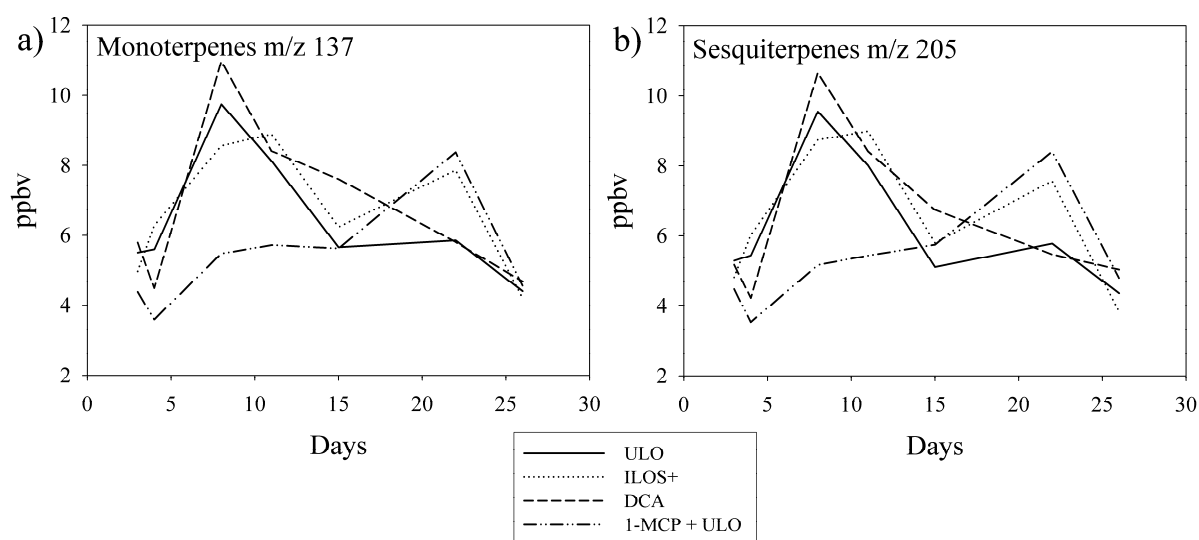 a)
Monoterpenes m/z 137
12
10
8
6
4
2
ppbv
0 5 10 15 20 25 30
Days
b)
Sesquiterpenes m/z 205
12
10
8
6
4
2
ppbv
0 5 10 15 20 25 30
Days
ULO
ILOS+
DCA
1-MCP + ULO